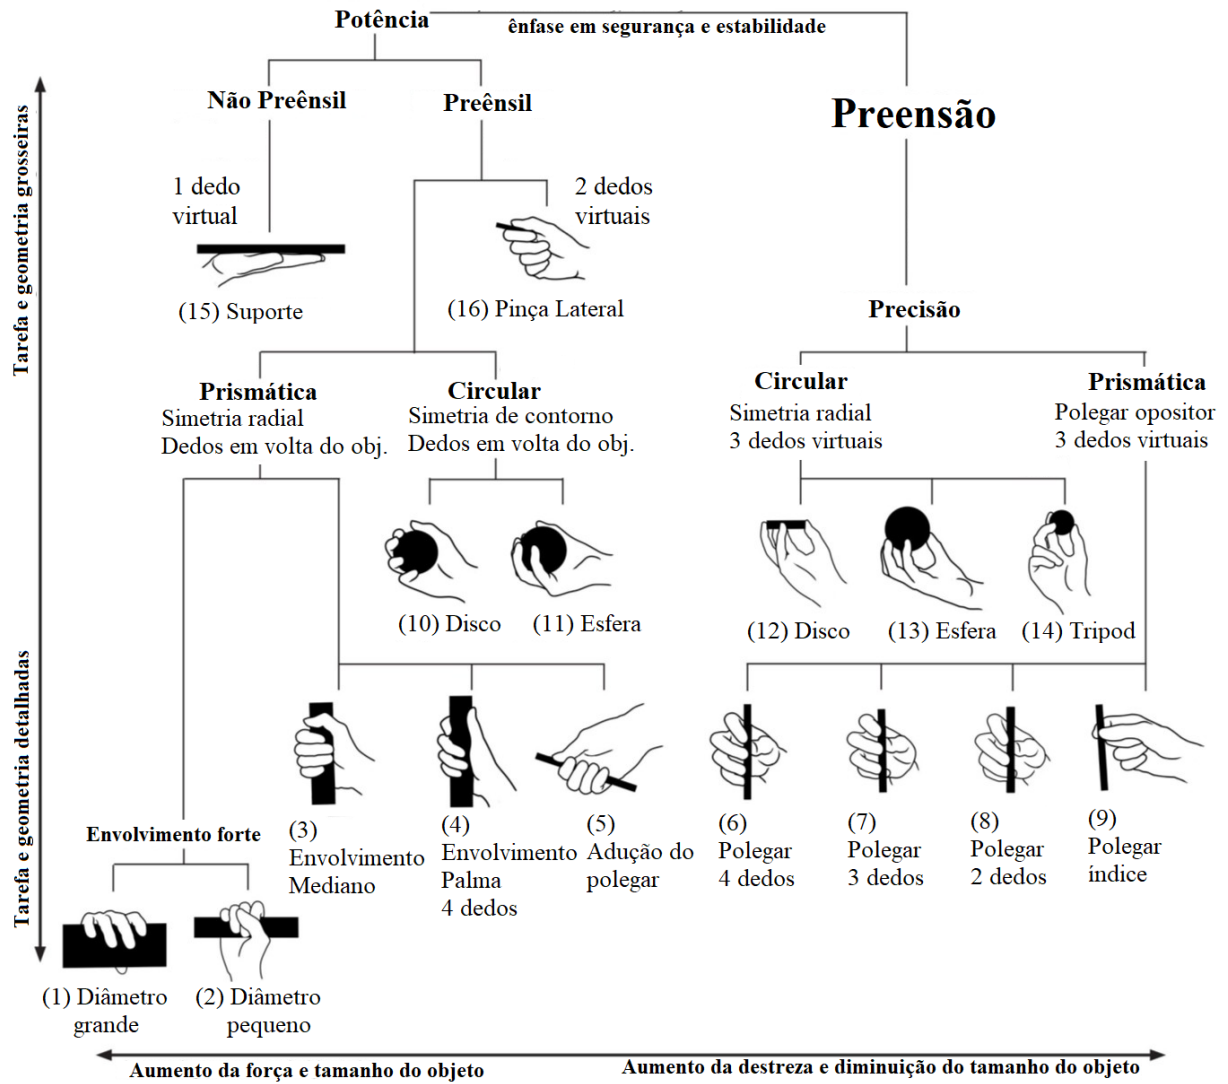 Potência
ênfase em segurança e estabilidade
Não Preênsil
Preênsil
Preensão
1 dedo
virtual
2 dedos
virtuais
(15) Suporte
(16) Pinça Lateral
Precisão
Prismática
Simetria radial
Dedos em volta do obj.
Circular
Simetria de contorno
Dedos em volta do obj.
Circular
Simetria radial
3 dedos virtuais
Prismática
Polegar opositor
3 dedos virtuais
(10) Disco
(11) Esfera
(12) Disco
(13) Esfera
(14) Tripod
Envolvimento forte
(3)
Envolvimento
Mediano
(4)
Envolvimento
Palma
4 dedos
(5)
Adução do
polegar
(6)
Polegar
4 dedos
(7)
Polegar
3 dedos
(8)
Polegar
2 dedos
(9)
Polegar
índice
(1) Diâmetro
grande
(2) Diâmetro
pequeno
Tarefa e geometria grosseiras
Tarefa e geometria detalhadas
Aumento da força e tamanho do objeto
Aumento da destreza e diminuição do tamanho do objeto